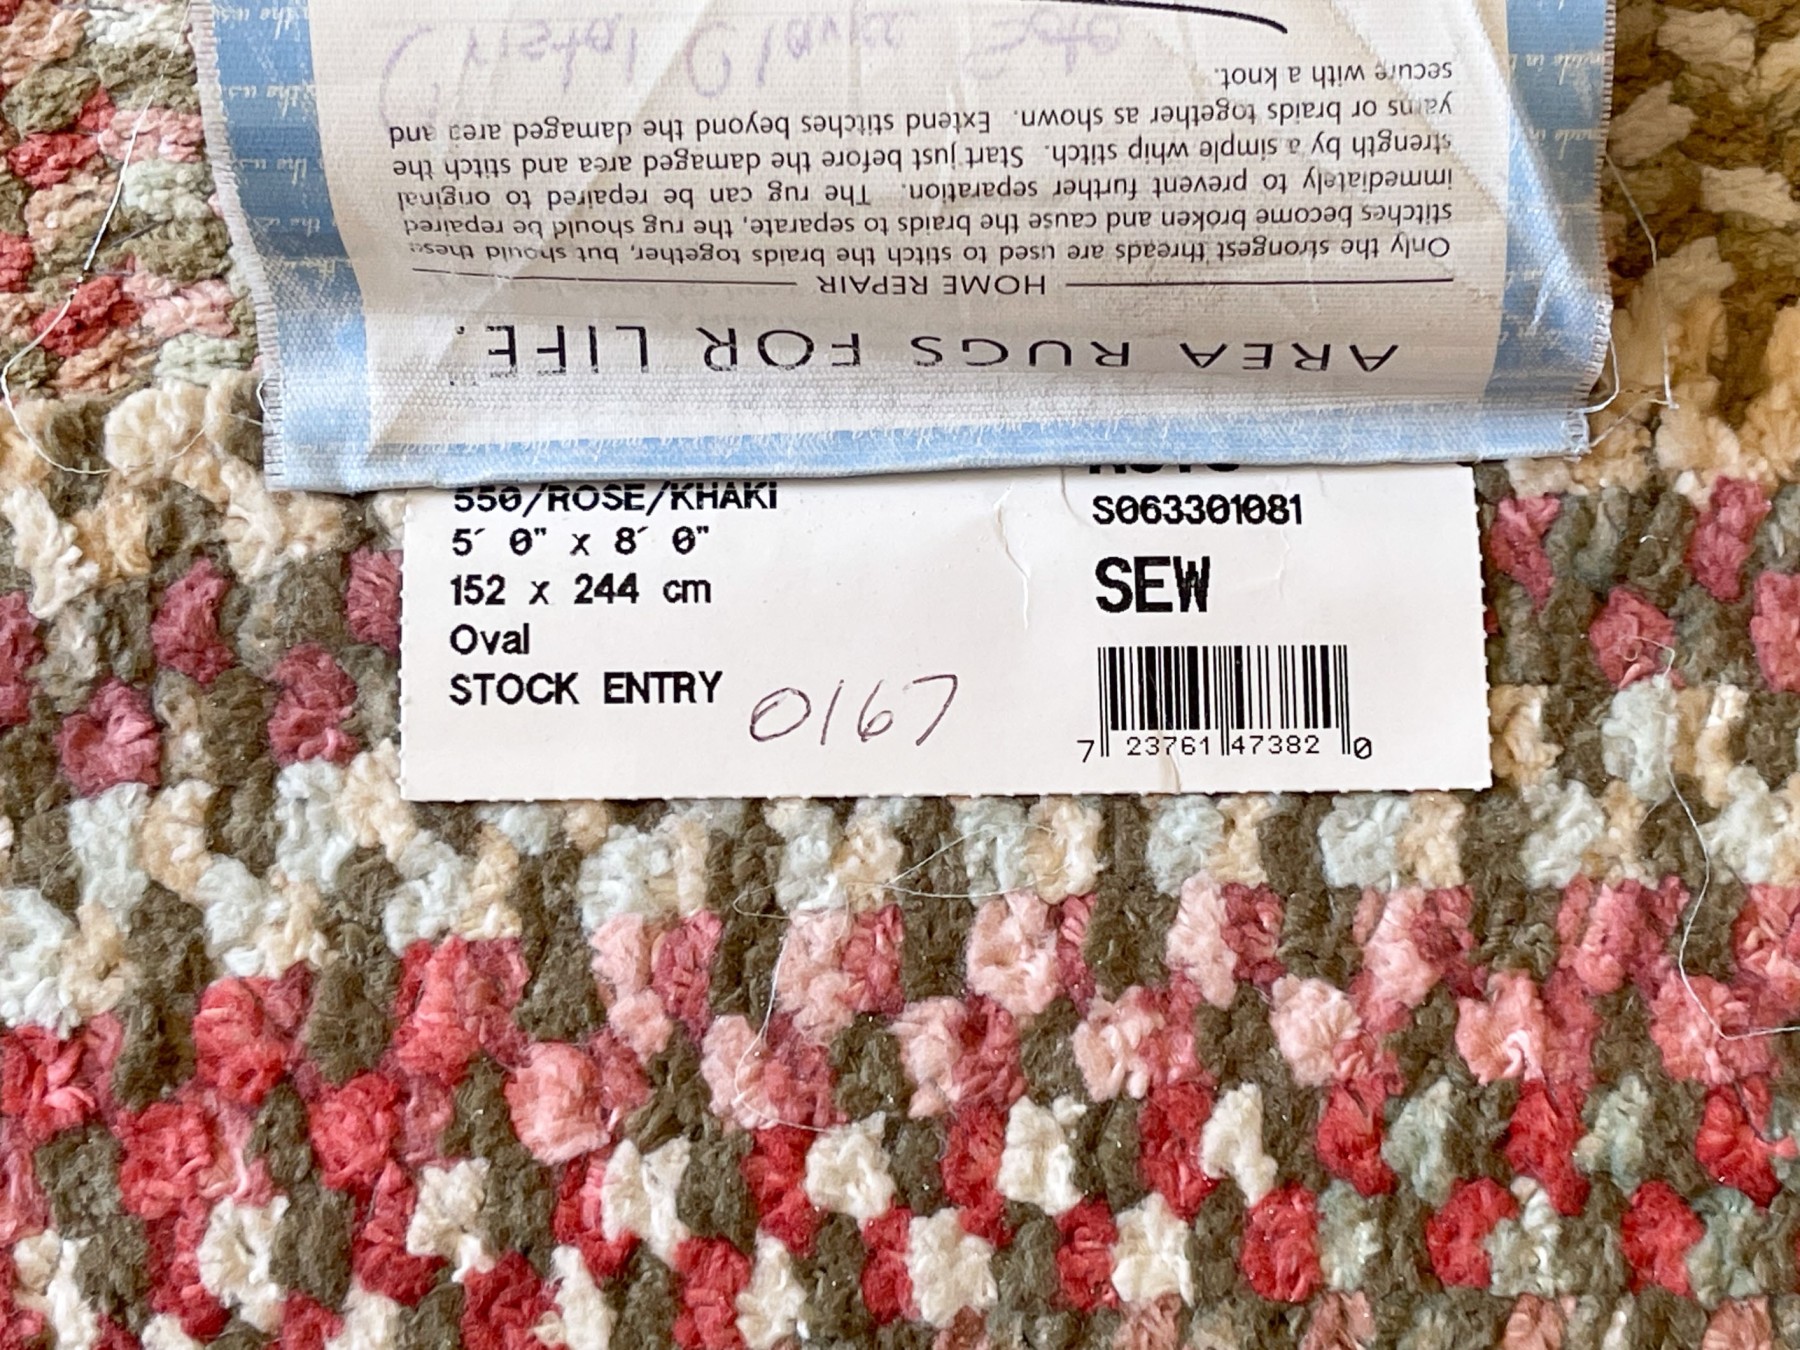 AREA RUGS FOR LIFE.
HOME REPAIR
Only the strongest threads are used to stitch the braids together, but should these
stitches become broken and cause the braids to separate, the rug should be repaired
immediately to prevent further separation. The rug can be repaired to original
strength by a simple whip stitch. Start just before the damaged area and stitch the
yarns or braids together as shown. Extend stitches beyond the damaged area and
secure with a knot.
550/ROSE/KHAKI
5´ 0" x 8´ 0"
152 x 244 cm
Oval
STOCK ENTRY 0167
S063301081
SEW
7 23761 47382 0